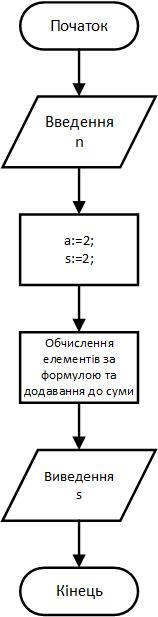 Початок
Введення
n
a:=2;
s:=2;
Обчислення
елементів за
формулою та
додавання до суми
Виведення
s
Кінець